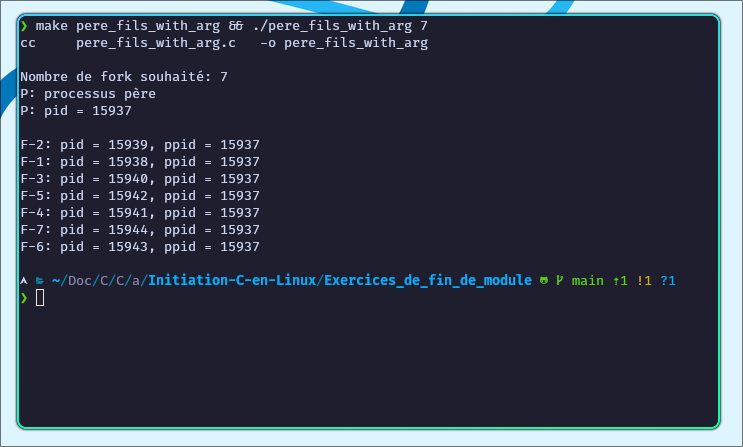 ❯ make pere_fils_with_arg && ./pere_fils_with_arg 7
cc     pere_fils_with_arg.c   -o pere_fils_with_arg
Nombre de fork souhaité: 7
P: processus père
P: pid = 15937
F-2: pid = 15939, ppid = 15937
F-1: pid = 15938, ppid = 15937
F-3: pid = 15940, ppid = 15937
F-5: pid = 15942, ppid = 15937
F-4: pid = 15941, ppid = 15937
F-7: pid = 15944, ppid = 15937
F-6: pid = 15943, ppid = 15937
~/Doc/C/C/a/Initiation-C-en-Linux/Exercices_de_fin_de_module main ⇡1 !1 ?1
❯